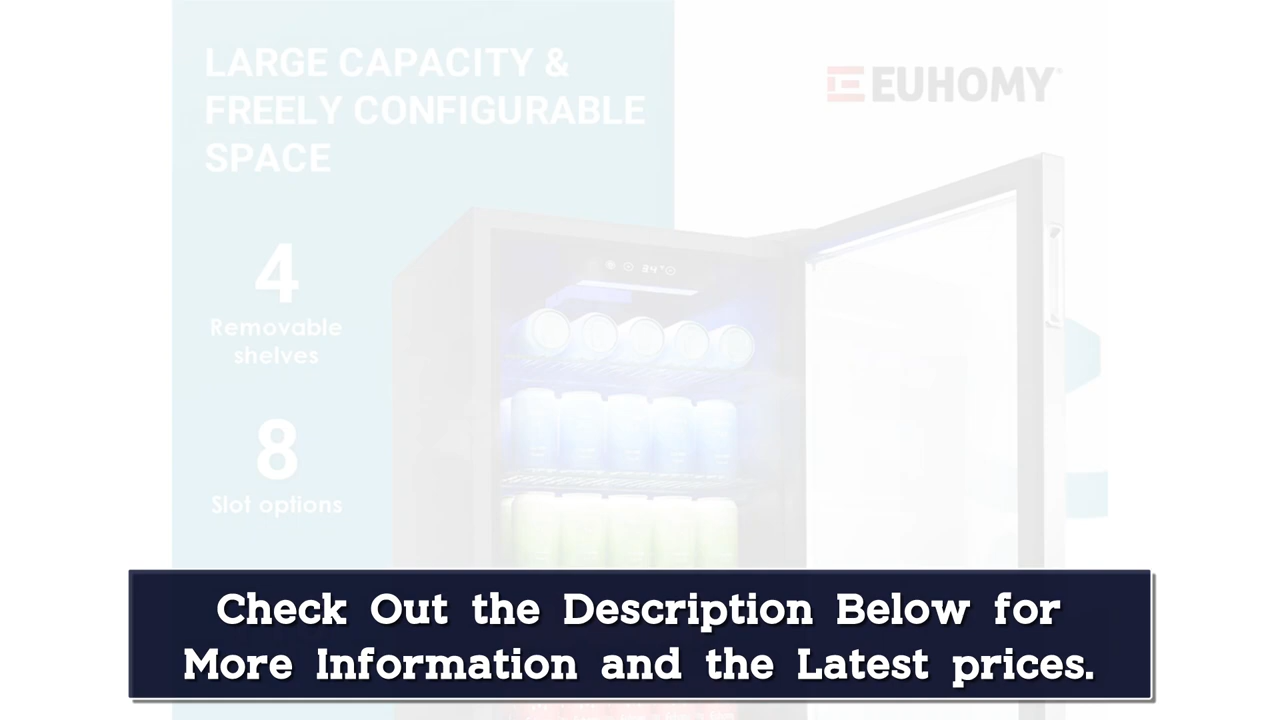 LARGE CAPACITY &
FREELY CONFIGURABLE
SPACE
EUHOMY
4
Removable
shelves
8
Slot options
Check Out the Description Below for
More Information and the Latest prices.